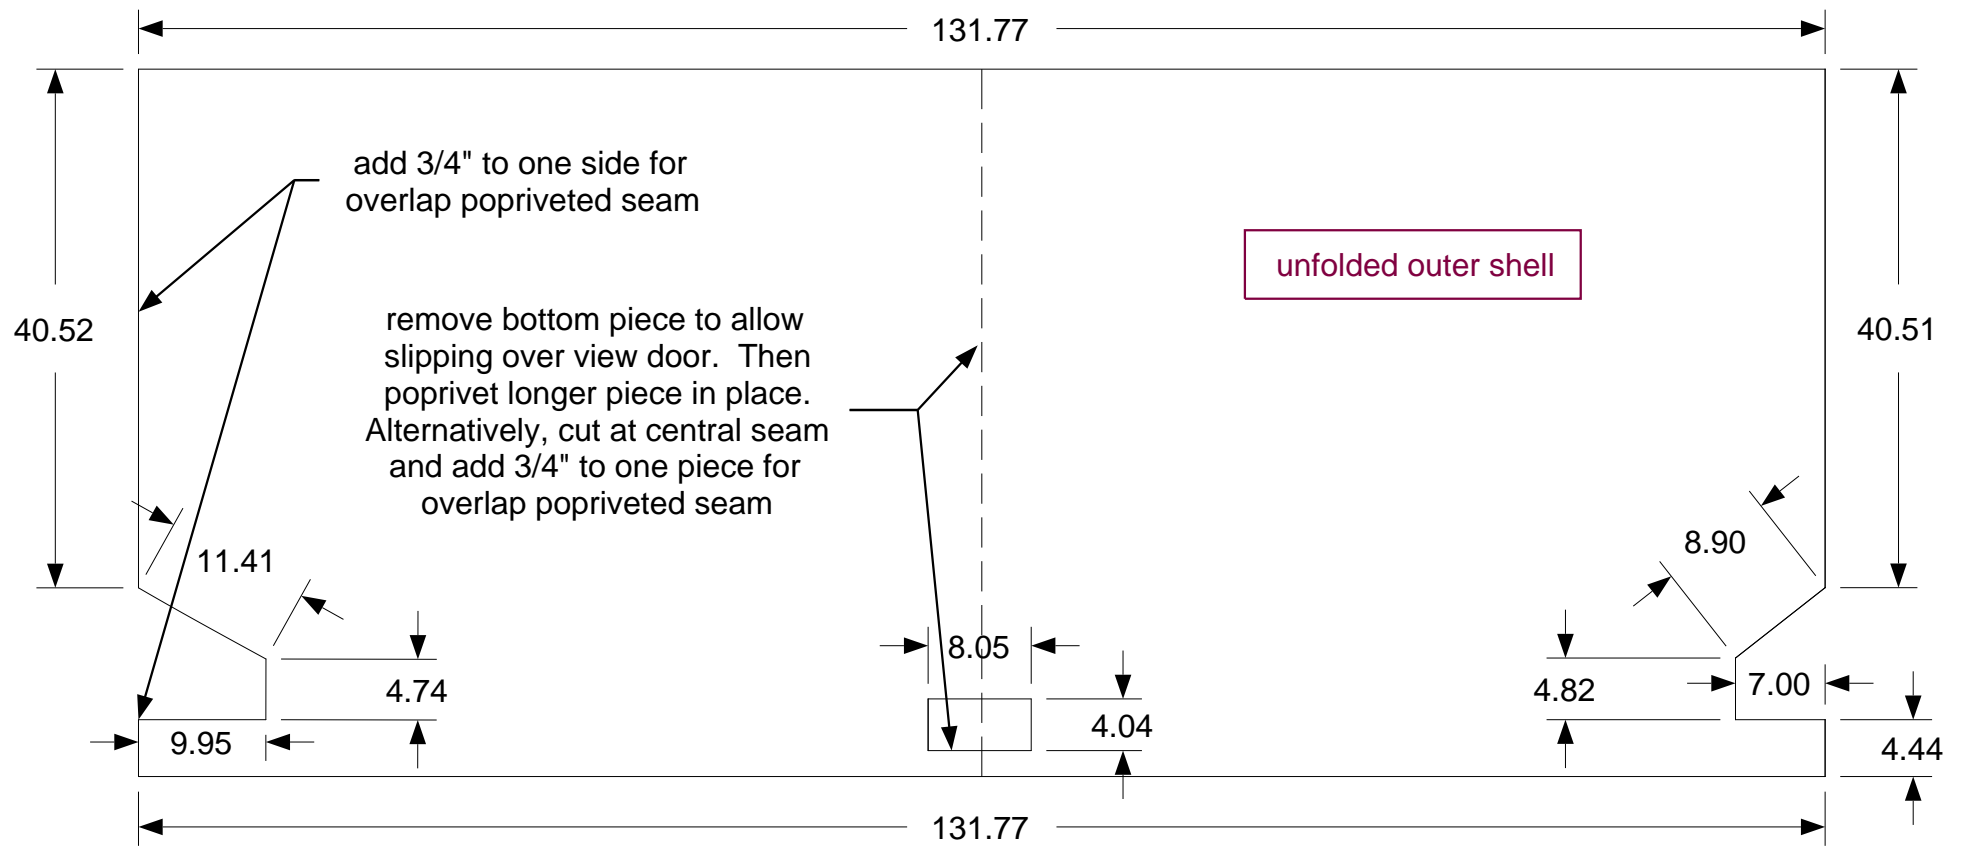 131.77
add 3/4" to one side for
overlap popriveted seam
unfolded outer shell
40.52
remove bottom piece to allow
slipping over view door.  Then
poprivet longer piece in place.
Alternatively, cut at central seam
and add 3/4" to one piece for
overlap popriveted seam
40.51
11.41
8.90
8.05
4.74
4.82
7.00
4.04
9.95
4.44
131.77